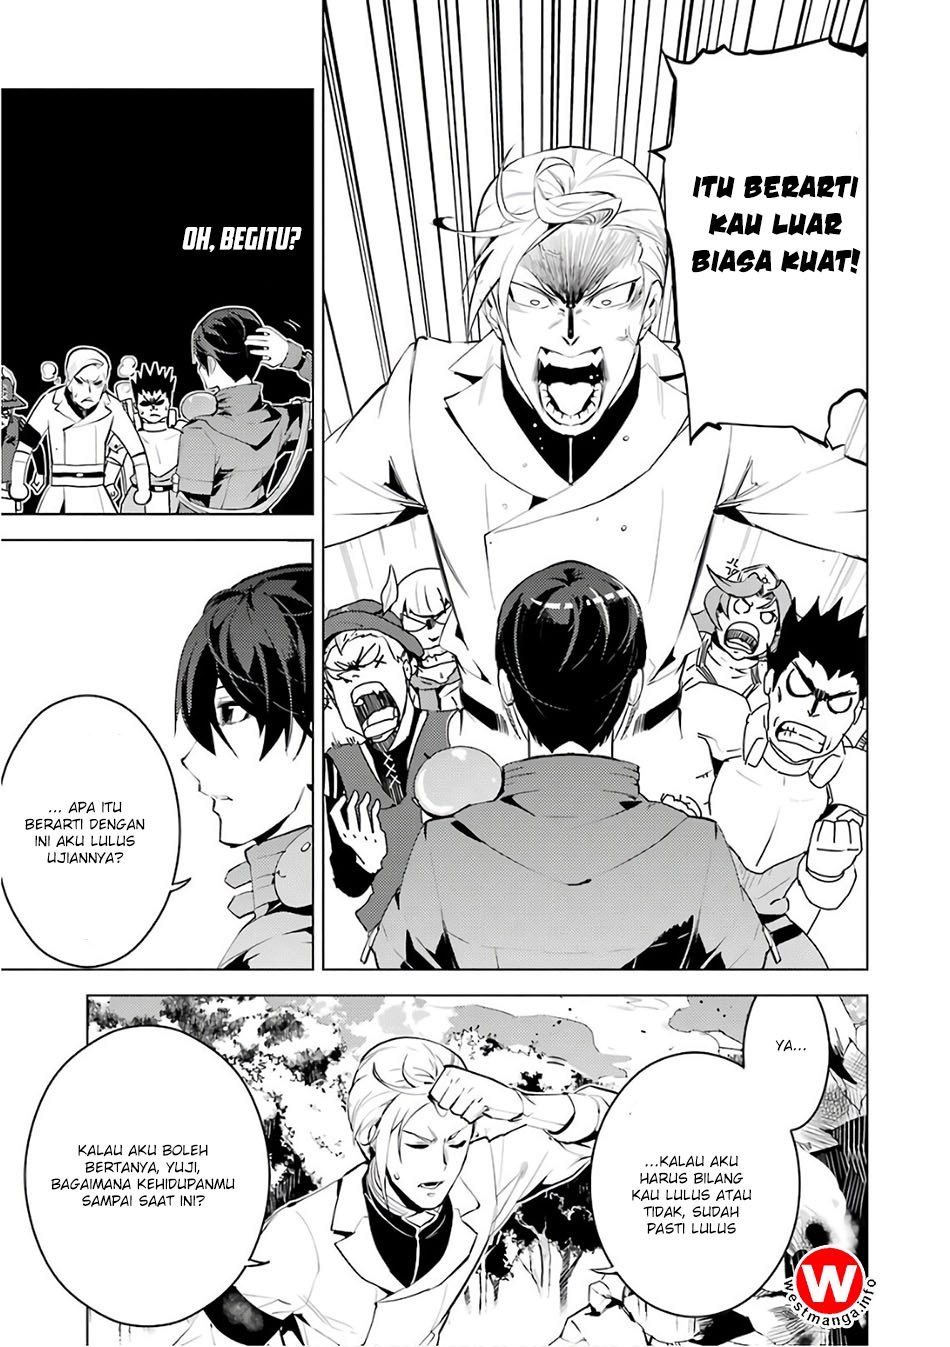 ITU BERARTI
KAU LUAR
BIASA KUAT!
OH, BEGITU?
... APA ITU
BERARTI DENGAN
INI AKU LULUS
UJIANNYA?
YA...
...KALAU AKU
HARUS BILANG
KAU LULUS ATAU
TIDAK, SUDAH
PASTI LULUS
KALAU AKU BOLEH
BERTANYA, YUJI,
BAGAIMANA KEHIDUPANMU
SAMPAI SAAT INI?
W
westmanga.info